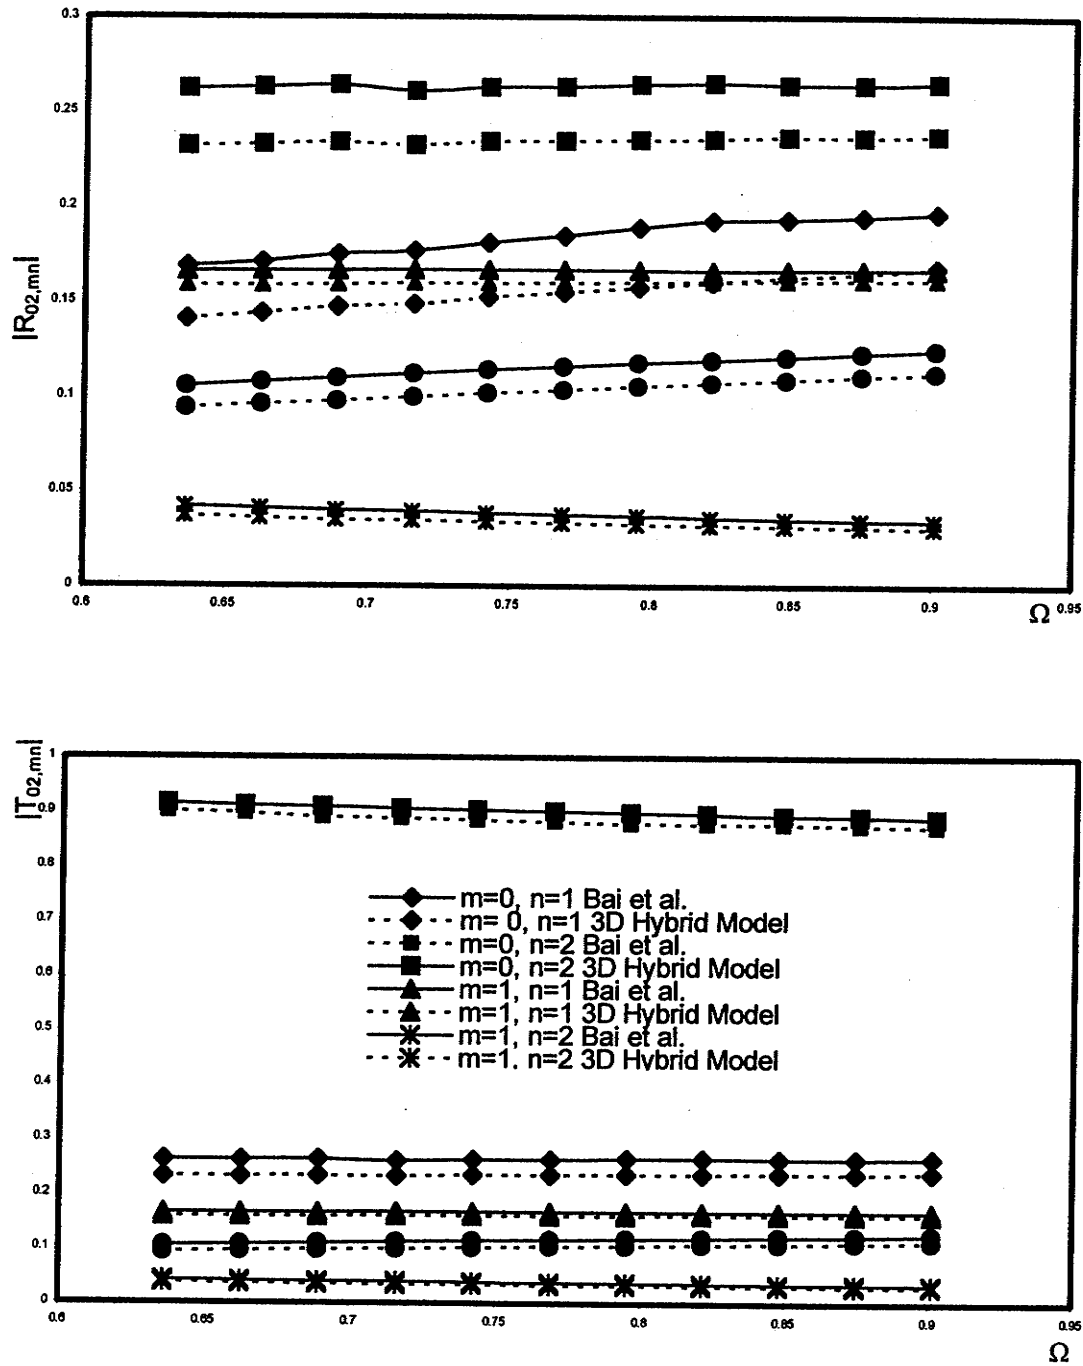 0.3
0.25
0.2
0.15
0.1
0.05
0
|R02,mn|
0.6 0.65 0.7 0.75 0.8 0.85 0.9 0.95
Ω
|T02,mn|
1
0.9
0.8
0.7
0.6
0.5
0.4
0.3
0.2
0.1
0
m=0, n=1 Bai et al.
m= 0, n=1 3D Hybrid Model
m=0, n=2 Bai et al.
m=0, n=2 3D Hybrid Model
m=1, n=1 Bai et al.
m=1, n=1 3D Hybrid Model
m=1, n=2 Bai et al.
m=1, n=2 3D Hybrid Model
0.6 0.65 0.7 0.75 0.8 0.85 0.9 0.95
Ω